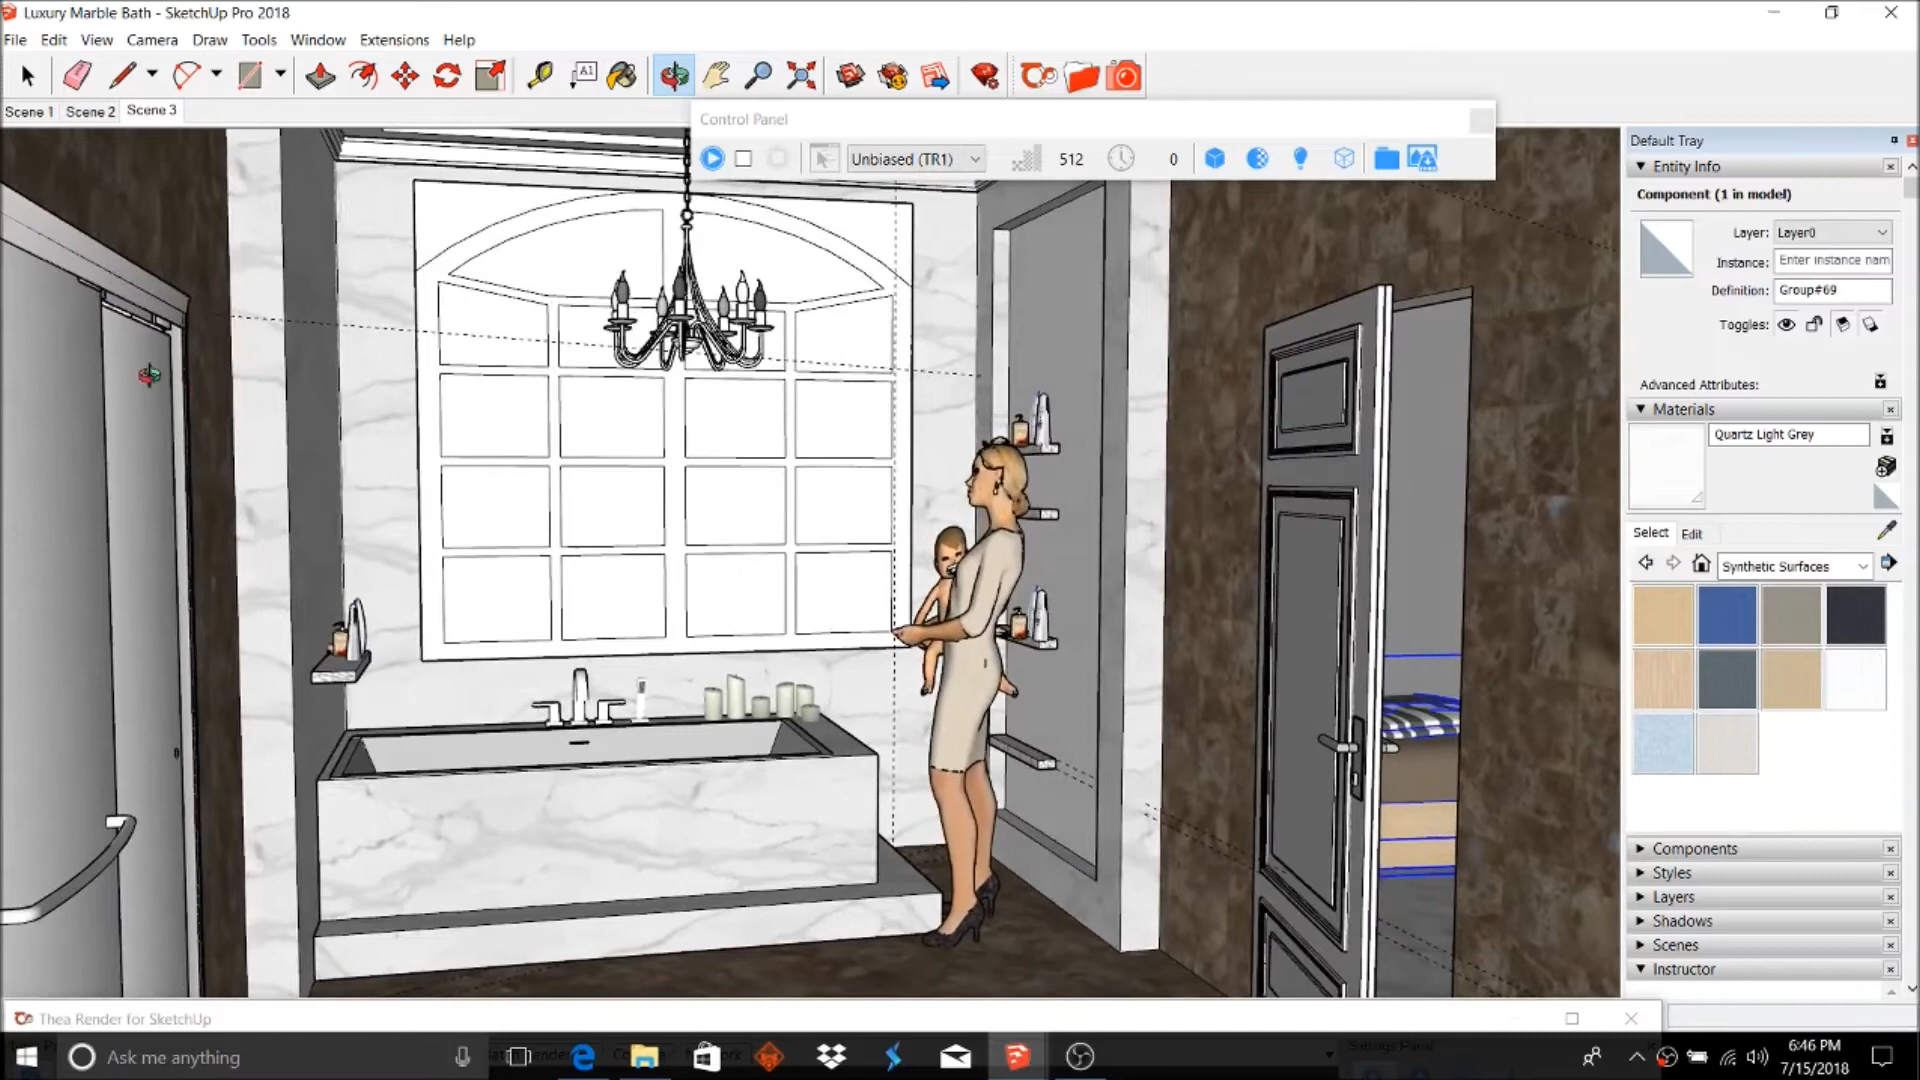 Luxury Marble Bath - SketchUp Pro 2018
File Edit View Camera Draw Tools Window Extensions Help
A1
Scene 1 Scene 2 Scene 3
Control Panel
Unbiased (TR1) 512 0
Default Tray
Entity Info
Component (1 in model)
Layer: Layer0
Instance: Enter instance nam
Definition: Group#69
Toggles:
Advanced Attributes:
Materials
Quartz Light Grey
Select Edit
Synthetic Surfaces
Components
Styles
Layers
Shadows
Scenes
Instructor
Thea Render for SketchUp
Ask me anything
6:46 PM
7/15/2018